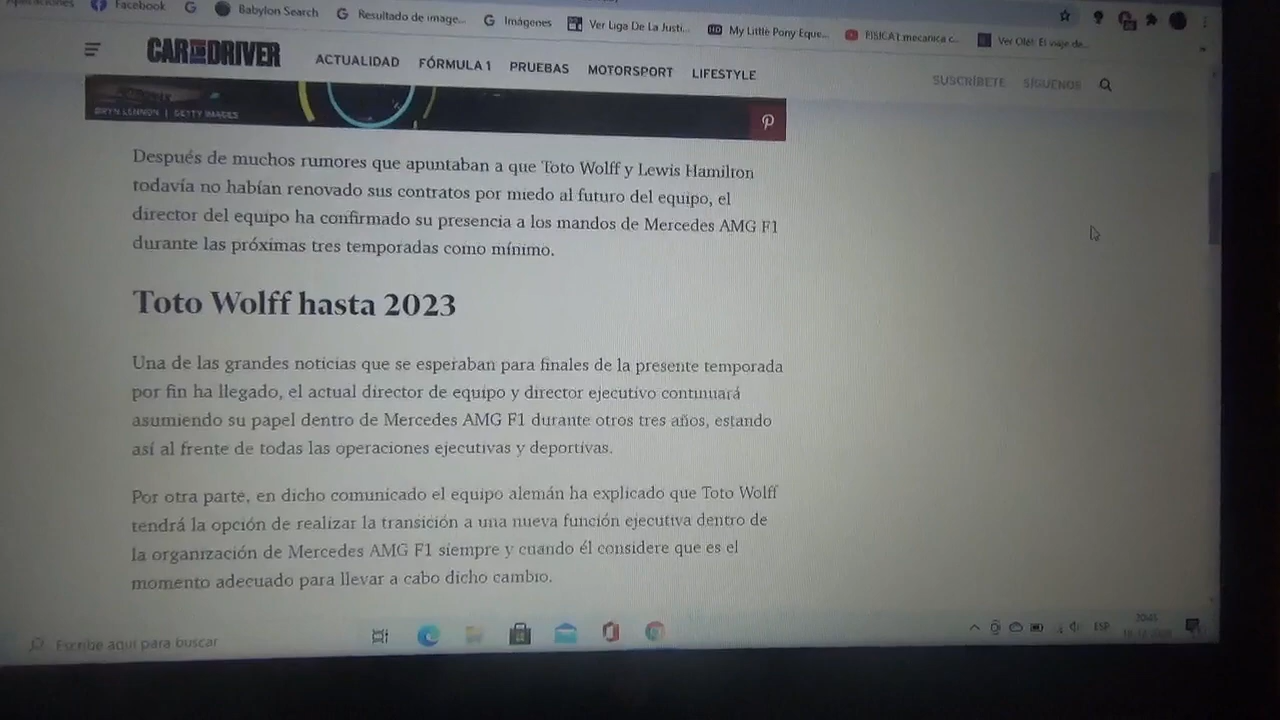 Facebook
Babylon Search
Resultado de image...
Imágenes
Ver Liga De La Justi...
HD My Little Pony Eque...
FISICA I mecanica c...
Ver Olé! El viaje de...
CAR AND DRIVER
ACTUALIDAD FÓRMULA 1 PRUEBAS MOTORSPORT LIFESTYLE
SUSCRÍBETE SÍGUENOS
BRYN LENNON | GETTY IMAGES
Después de muchos rumores que apuntaban a que Toto Wolff y Lewis Hamilton
todavía no habían renovado sus contratos por miedo al futuro del equipo, el
director del equipo ha confirmado su presencia a los mandos de Mercedes AMG F1
durante las próximas tres temporadas como mínimo.
Toto Wolff hasta 2023
Una de las grandes noticias que se esperaban para finales de la presente temporada
por fin ha llegado, el actual director de equipo y director ejecutivo continuará
asumiendo su papel dentro de Mercedes AMG F1 durante otros tres años, estando
así al frente de todas las operaciones ejecutivas y deportivas.
Por otra parte, en dicho comunicado el equipo alemán ha explicado que Toto Wolff
tendrá la opción de realizar la transición a una nueva función ejecutiva dentro de
la organización de Mercedes AMG F1 siempre y cuando él considere que es el
momento adecuado para llevar a cabo dicho cambio.
Escribe aquí para buscar
ESP
20:45